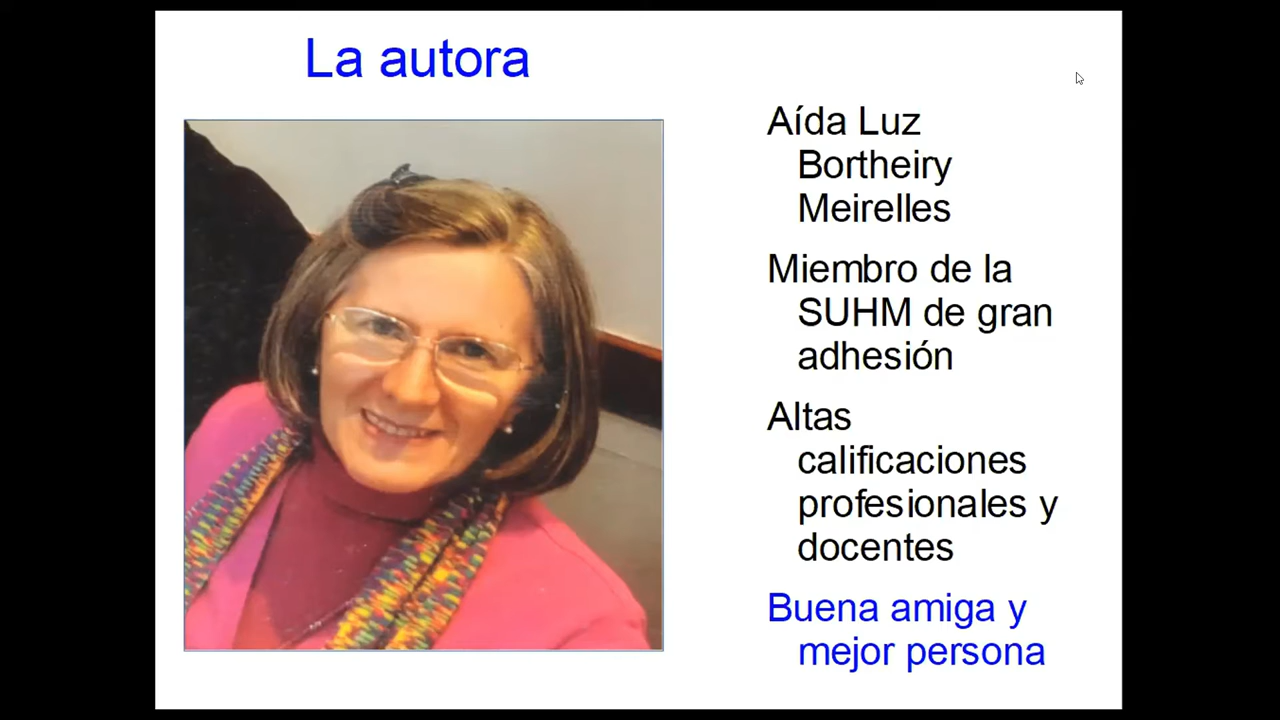 La autora
Aída Luz
Bortheiry
Meirelles
Miembro de la
SUHM de gran
adhesión
Altas
calificaciones
profesionales y
docentes
Buena amiga y
mejor persona